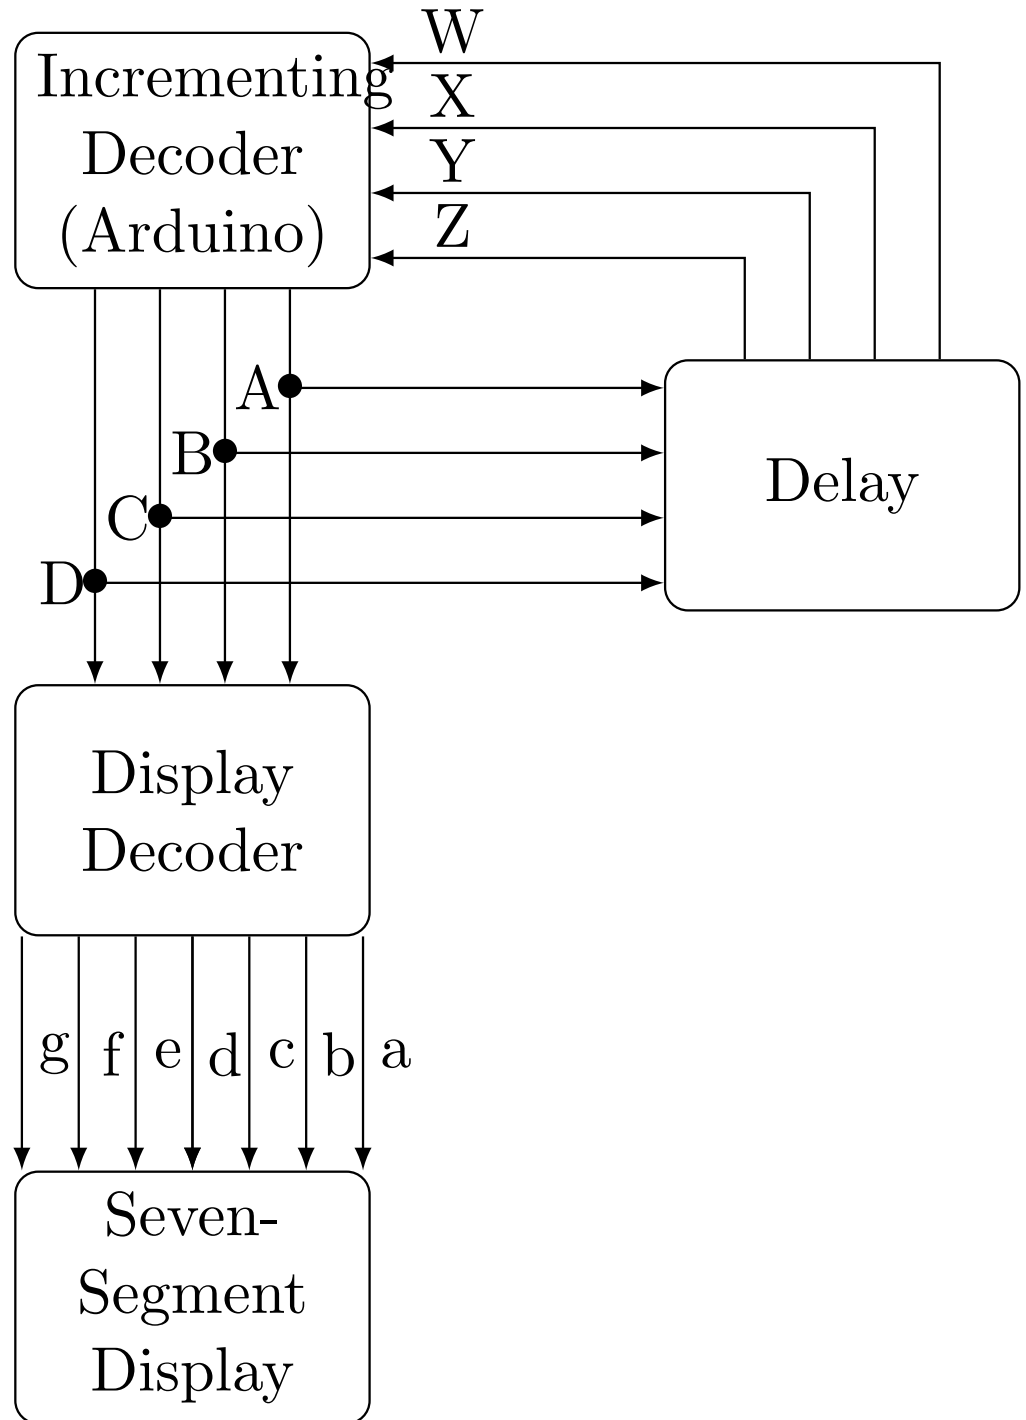 W
Incrementing
X
Decoder
Y
(Arduino)
Z
A
B
C
D
Delay
Display
Decoder
g f e d c b a
Seven-
Segment
Display